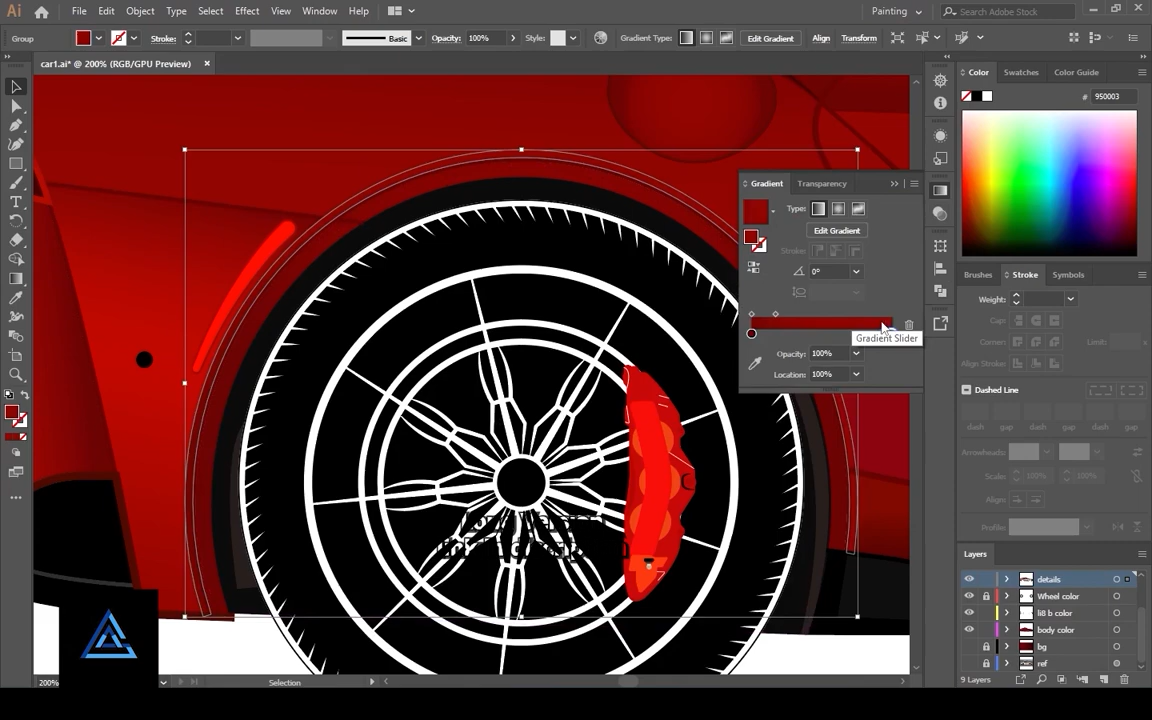 Ai File Edit Object Type Select Effect View Window Help Painting Search Adobe Stock
Group Stroke: Basic Opacity: 100% Style: Gradient Type: Edit Gradient Align Transform
car1.ai* @ 200% (RGB/GPU Preview) ×
Color Swatches Color Guide
# 950003
Gradient Transparency
Type:
Edit Gradient
Stroke:
0°
Gradient Slider
Opacity: 100%
Location: 100%
Brushes Stroke Symbols
Weight:
Cap:
Corner: Limit:
Align Stroke:
Dashed Line
dash gap dash gap dash gap
Arrowheads:
Scale: 100% 100%
Align:
Profile:
Layers
details
Wheel color
li8 b color
body color
bg
ref
9 Layers
200% Selection